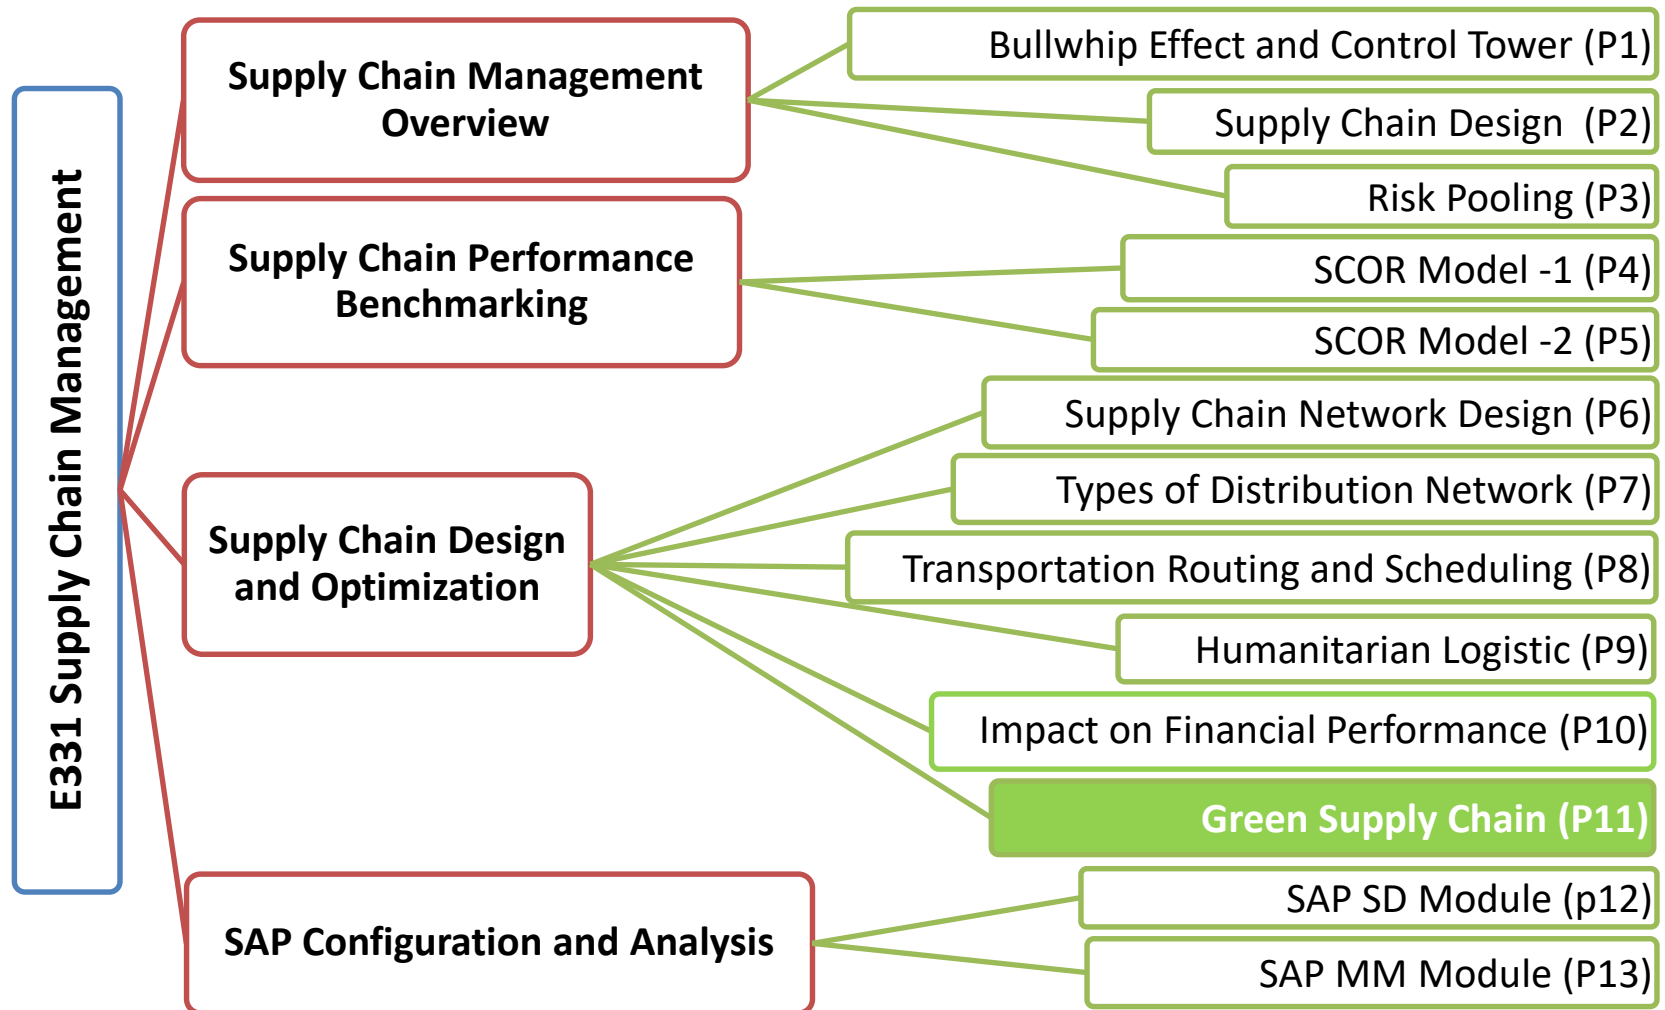 E331 Supply Chain Management
Supply Chain Management
Overview
Bullwhip Effect and Control Tower (P1)
Supply Chain Design  (P2)
Risk Pooling (P3)
Supply Chain Performance
Benchmarking
SCOR Model -1 (P4)
SCOR Model -2 (P5)
Supply Chain Design
and Optimization
Supply Chain Network Design (P6)
Types of Distribution Network (P7)
Transportation Routing and Scheduling (P8)
Humanitarian Logistic (P9)
Impact on Financial Performance (P10)
Green Supply Chain (P11)
SAP Configuration and Analysis
SAP SD Module (p12)
SAP MM Module (P13)